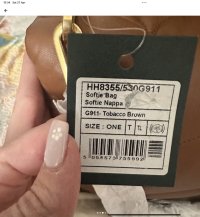 HH8355/530G911
Softie Bag
Softie Nappa
G911- Tobacco Brown
SIZE : ONE T